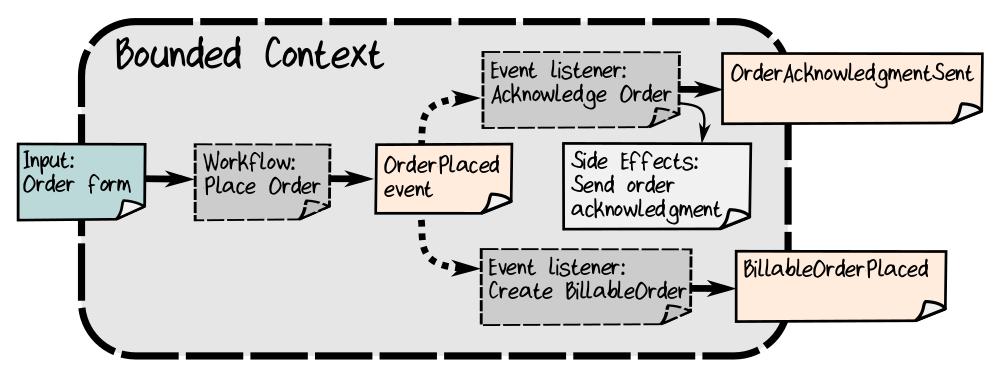 Bounded Context
Input:
Order form
Workflow:
Place Order
OrderPlaced
event
Event listener:
Acknowledge Order
OrderAcknowledgmentSent
Side Effects:
Send order
acknowledgment
Event listener:
Create BillableOrder
BillableOrderPlaced